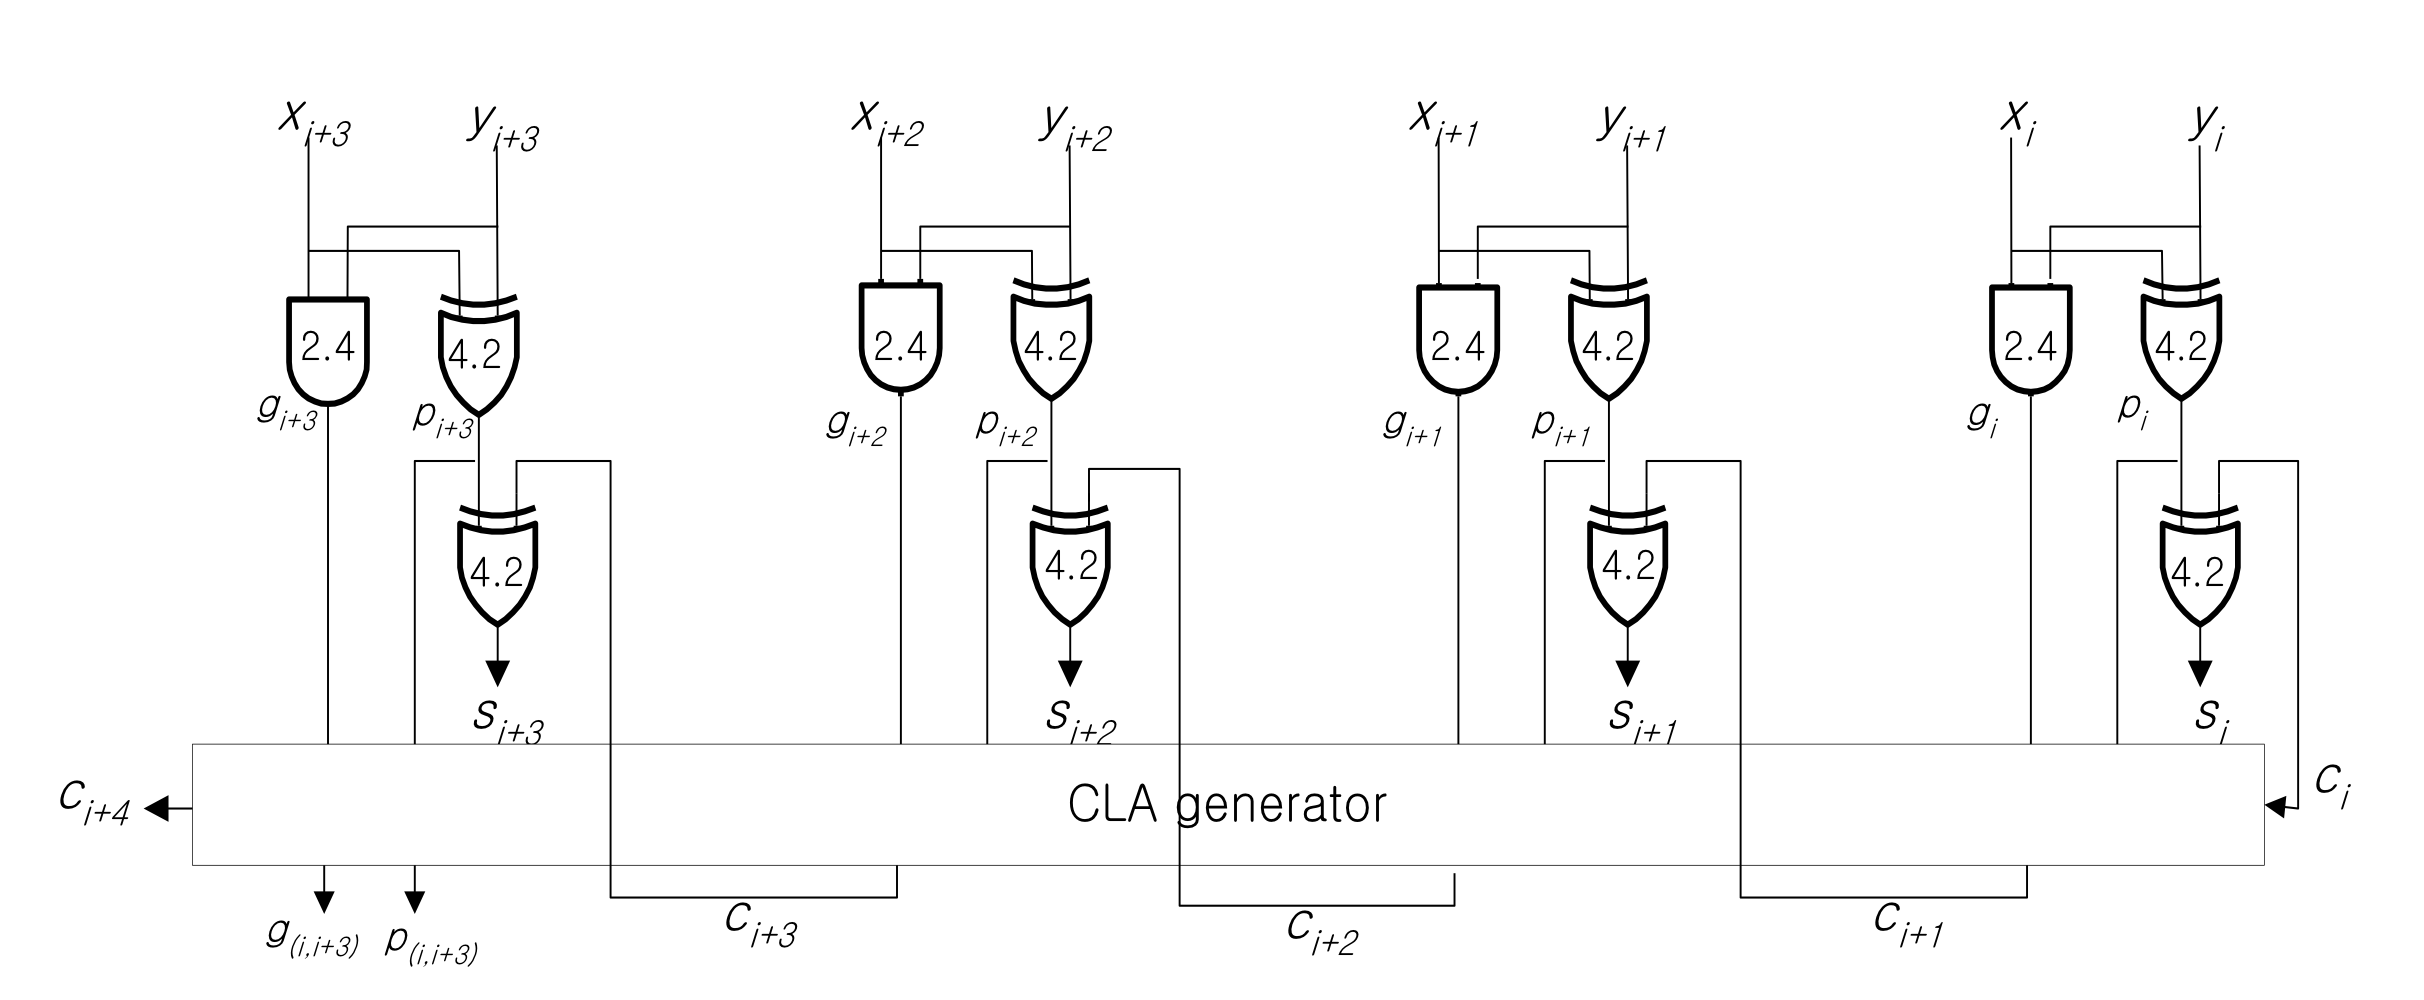 x_{i+3} y_{i+3} x_{i+2} y_{i+2} x_{i+1} y_{i+1} x_i y_i
2.4 4.2 2.4 4.2 2.4 4.2 2.4 4.2
g_{i+3} p_{i+3} g_{i+2} p_{i+2} g_{i+1} p_{i+1} g_i p_i
4.2 4.2 4.2 4.2
s_{i+3} s_{i+2} s_{i+1} s_i
c_{i+4} CLA generator c_i
g_{(i,i+3)} p_{(i,i+3)} c_{i+3} c_{i+2} c_{i+1}